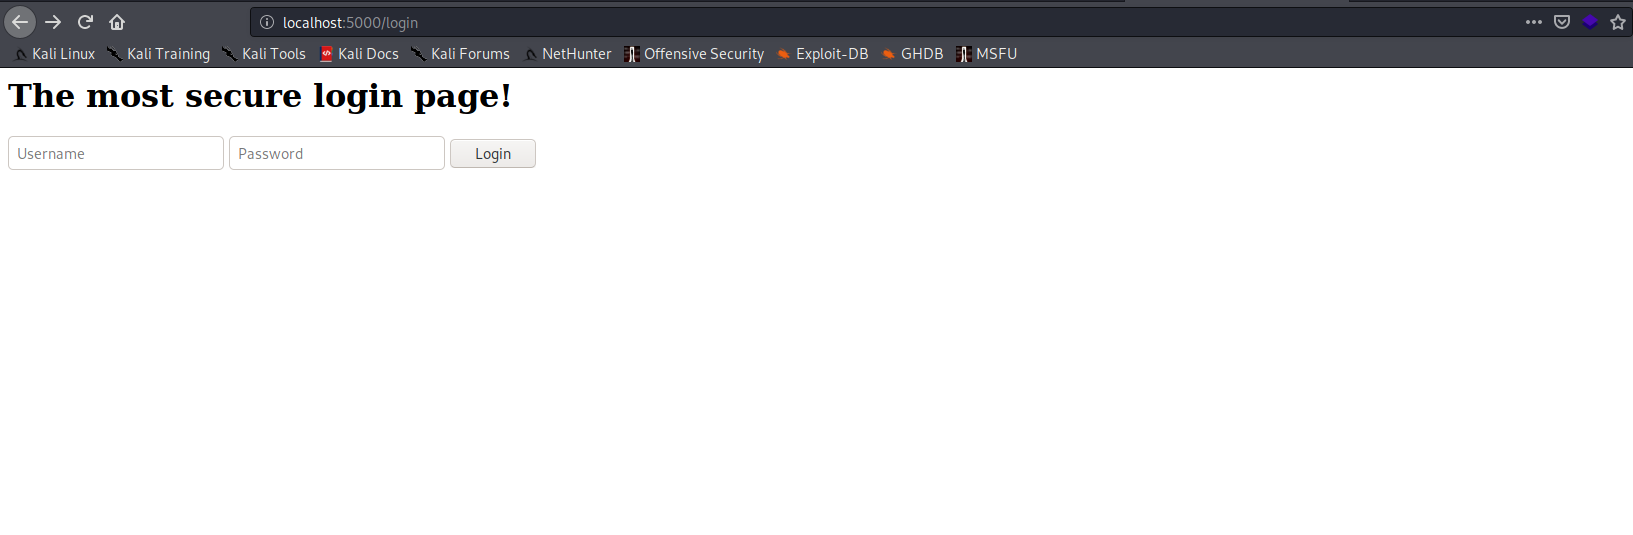 localhost:5000/login
Kali Linux Kali Training Kali Tools Kali Docs Kali Forums NetHunter Offensive Security Exploit-DB GHDB MSFU
The most secure login page!
Username Password Login